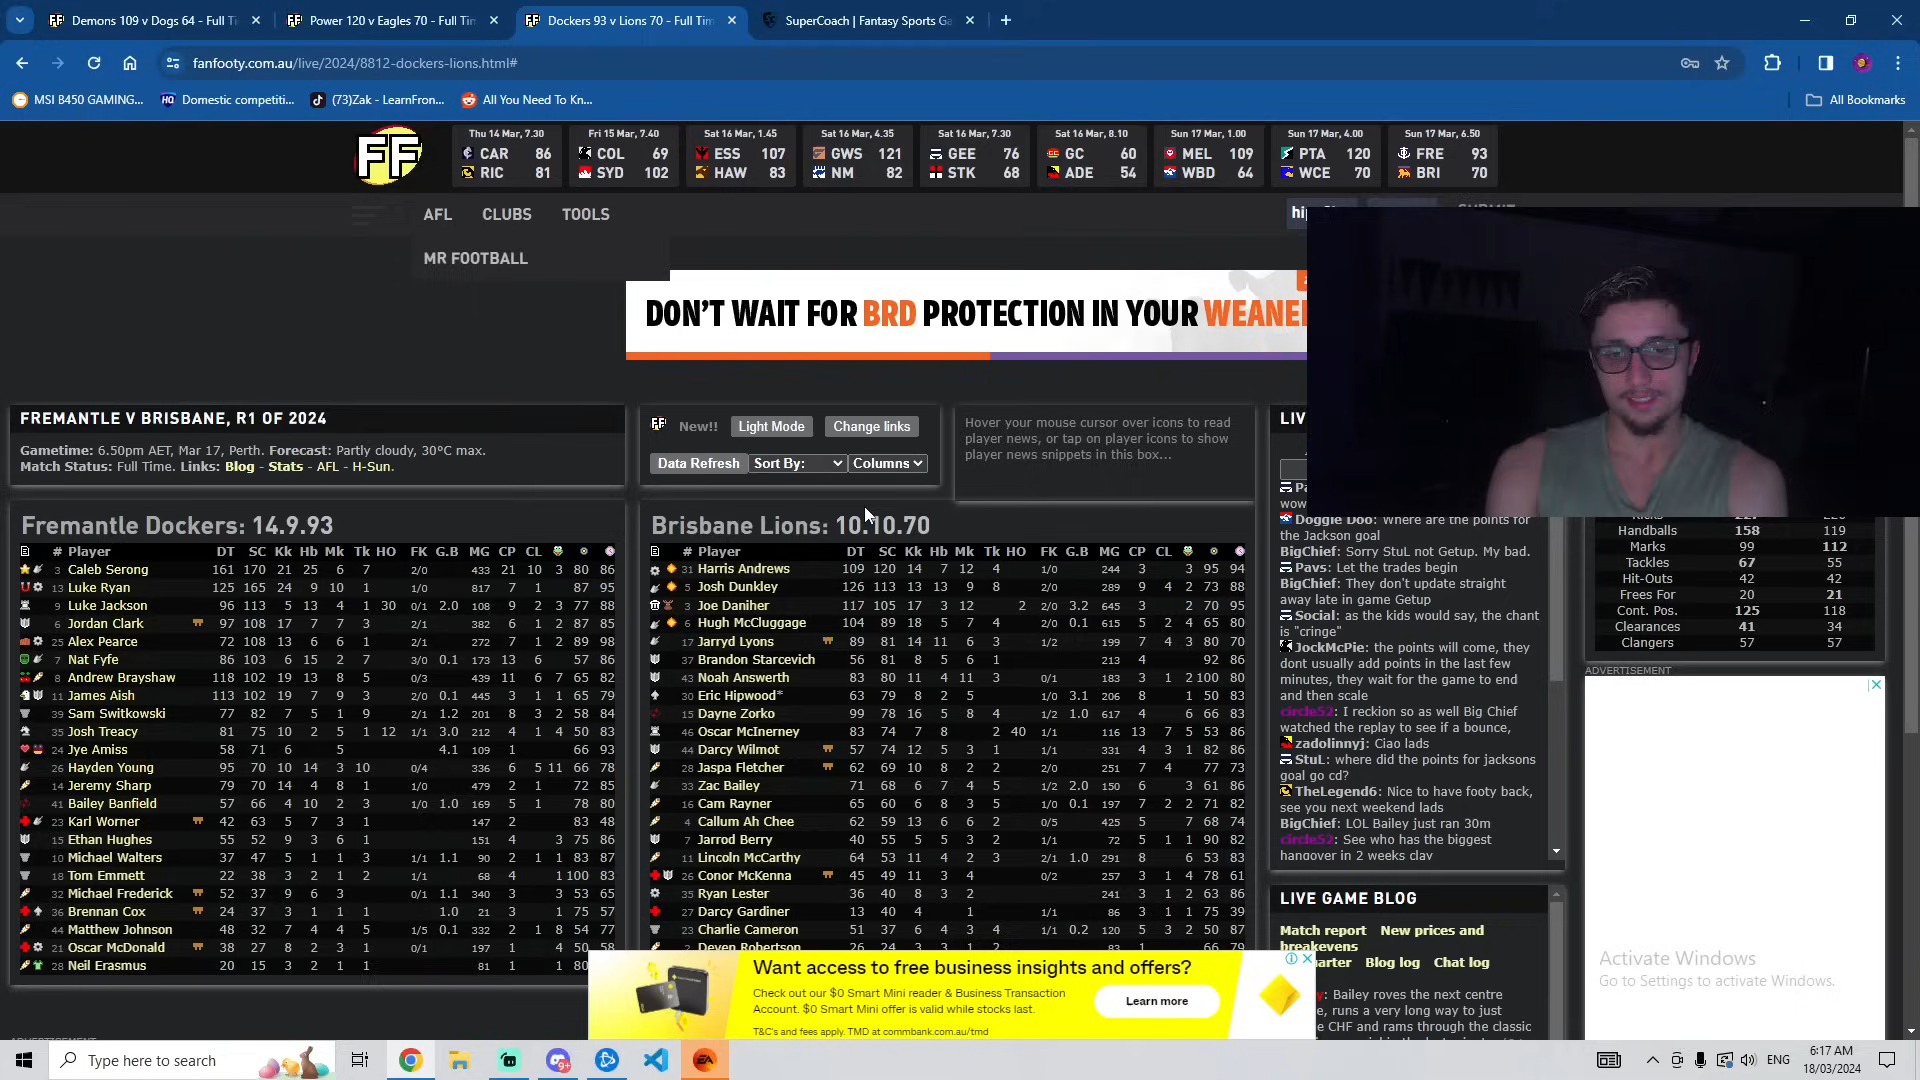 Demons 109 v Dogs 64 - Full Ti
Power 120 v Eagles 70 - Full Tin
Dockers 93 v Lions 70 - Full Tim
SuperCoach | Fantasy Sports Ga
fanfooty.com.au/live/2024/8812-dockers-lions.html#
MSI B450 GAMING...
Domestic competiti...
(73)Zak - LearnFron...
All You Need To Kn...
All Bookmarks
FF
Thu 14 Mar, 7.30
CAR 86
RIC 81
Fri 15 Mar, 7.40
COL 69
SYD 102
Sat 16 Mar, 1.45
ESS 107
HAW 83
Sat 16 Mar, 4.35
GWS 121
NM 82
Sat 16 Mar, 7.30
GEE 76
STK 68
Sat 16 Mar, 8.10
GC 60
ADE 54
Sun 17 Mar, 1.00
MEL 109
WBD 64
Sun 17 Mar, 4.00
PTA 120
WCE 70
Sun 17 Mar, 6.50
FRE 93
BRI 70
AFL CLUBS TOOLS
MR FOOTBALL
DON'T WAIT FOR BRD PROTECTION IN YOUR WEANE
FREMANTLE V BRISBANE, R1 OF 2024
Gametime: 6.50pm AET, Mar 17, Perth. Forecast: Partly cloudy, 30°C max.
Match Status: Full Time. Links: Blog - Stats - AFL - H-Sun.
New!! Light Mode Change links
Data Refresh Sort By: Columns
Hover your mouse cursor over icons to read
player news, or tap on player icons to show
player news snippets in this box...
Fremantle Dockers: 14.9.93
# Player DT SC Kk Hb Mk Tk HO FK G.B MG CP CL
3 Caleb Serong 161 170 21 25 6 7 2/0 433 21 10 3 80 86
13 Luke Ryan 125 165 24 9 10 1 1/0 487 2 87 95
9 Luke Jackson 96 113 5 13 4 1 30 0/1 2.0 108 9 2 3 77 88
6 Jordan Clark 97 108 17 7 7 3 2/1 382 6 1 2 87 85
25 Alex Pearce 72 108 13 6 6 1 2/1 272 7 1 2 89 98
7 Nat Fyfe 86 103 6 15 2 7 3/0 0.1 173 13 6 57 86
8 Andrew Brayshaw 118 102 19 9 3 9 0/3 439 11 6 7 65 82
11 James Aish 113 102 17 9 9 3 2/0 0.1 445 3 1 1 65 79
39 Sam Switkowski 77 82 7 5 1 9 2/1 1.2 201 8 3 2 58 84
35 Josh Treacy 81 75 10 2 5 1 12 1/1 3.0 212 4 1 4 50 83
24 Jye Amiss 58 71 6 5 4.1 109 1 66 93
26 Hayden Young 95 70 10 14 3 10 0/4 336 6 5 11 66 78
14 Jeremy Sharp 79 70 14 4 8 1 1/0 479 2 1 72 85
41 Bailey Banfield 57 66 4 10 2 3 1/0 1.0 169 5 1 78 80
23 Karl Worner 42 63 5 7 3 1 147 2 83 48
15 Ethan Hughes 55 52 9 3 6 1 151 4 3 75 86
10 Michael Walters 37 47 5 1 1 3 1/1 1.1 90 2 1 1 83 87
18 Tom Emmett 22 38 3 2 1 2 1/1 68 4 1 100 83
32 Michael Frederick 52 37 9 6 3 0/1 1.1 340 3 3 53 65
36 Brennan Cox 24 37 3 1 1 1 1.0 21 3 1 75 57
44 Matthew Johnson 48 32 7 4 4 5 1/5 0.1 332 2 1 8 54 77
21 Oscar McDonald 38 27 8 2 3 1 0/1 197 1 4 50 58
28 Neil Erasmus 20 15 3 2 1 1 81 1 1 80
Brisbane Lions: 10.10.70
# Player DT SC Kk Hb Mk Tk HO FK G.B MG CP CL
31 Harris Andrews 109 120 14 7 12 4 1/0 244 3 3 95 94
5 Josh Dunkley 126 113 13 13 9 8 2/0 289 9 4 2 73 88
3 Joe Daniher 117 105 17 3 12 2 2/0 3.2 645 3 2 70 95
6 Hugh McCluggage 104 89 18 5 7 4 2/0 0.1 615 5 2 4 65 80
17 Jarryd Lyons 89 81 14 11 6 3 1/2 199 7 4 3 80 70
37 Brandon Starcevich 56 81 8 5 6 1 213 4 92 86
43 Noah Answerth 83 80 11 4 11 3 0/1 183 3 1 2 100 80
30 Eric Hipwood* 63 79 8 2 5 1/0 3.1 206 8 1 50 83
15 Dayne Zorko 99 78 16 5 8 4 1/2 1.0 617 4 6 66 83
46 Oscar McInerney 83 74 7 8 2 40 1/1 116 13 7 5 53 86
44 Darcy Wilmot 57 74 12 5 3 1 1/1 331 4 3 1 82 86
28 Jaspa Fletcher 62 69 10 8 2 2 2/0 251 7 4 77 73
33 Zac Bailey 71 68 6 7 4 5 1/2 2.0 150 6 3 61 86
16 Cam Rayner 65 60 6 8 3 5 1/0 0.1 197 7 2 2 71 82
4 Callum Ah Chee 62 59 13 6 6 2 0/5 425 5 7 68 74
7 Jarrod Berry 40 55 5 5 3 2 1/0 72 5 1 1 90 82
11 Lincoln McCarthy 64 53 11 4 2 3 2/1 1.0 291 8 6 53 83
26 Conor McKenna 45 49 11 3 4 0/2 257 3 1 4 78 61
35 Ryan Lester 36 40 8 3 2 241 3 1 2 63 86
27 Darcy Gardiner 13 40 4 1 1/1 86 3 1 1 75 39
23 Charlie Cameron 51 37 6 4 3 4 1/1 0.2 120 5 3 2 50 87
2 Deven Robertson 26 24 3 3 1 1 83 1 66 79
LIV
wow
Doggie Doo: Where are the points for
the Jackson goal
BigChief: Sorry StuL not Getup. My bad.
Pavs: Let the trades begin
BigChief: They don't update straight
away late in game Getup
Social: as the kids would say, the chant
is "cringe"
JockMcPie: the points will come, they
dont usually add points in the last few
minutes, they wait for the game to end
and then scale
circle52: I reckion so as well Big Chief
watched the replay to see if a bounce,
zadolinnyj: Ciao lads
StuL: where did the points for jacksons
goal go cd?
TheLegend6: Nice to have footy back,
see you next weekend lads
BigChief: LOL Bailey just ran 30m
circle52: See who has the biggest
hangover in 2 weeks clay
Handballs 158 119
Marks 99 112
Tackles 67 55
Hit-Outs 42 42
Frees For 20 21
Cont. Pos. 125 118
Clearances 41 34
Clangers 57 57
ADVERTISEMENT
LIVE GAME BLOG
Match report New prices and
breakevens
uarter Blog log Chat log
y: Bailey roves the next centre
e, runs a very long way to just
e CHF and rams through the classic
Activate Windows
Go to Settings to activate Windows.
Want access to free business insights and offers?
Check out our $0 Smart Mini reader & Business Transaction
Account. $0 Smart Mini offer is valid while stocks last.
T&C's and fees apply. TMD at commbank.com.au/tmd
Learn more
Type here to search
ENG
6:17 AM
18/03/2024